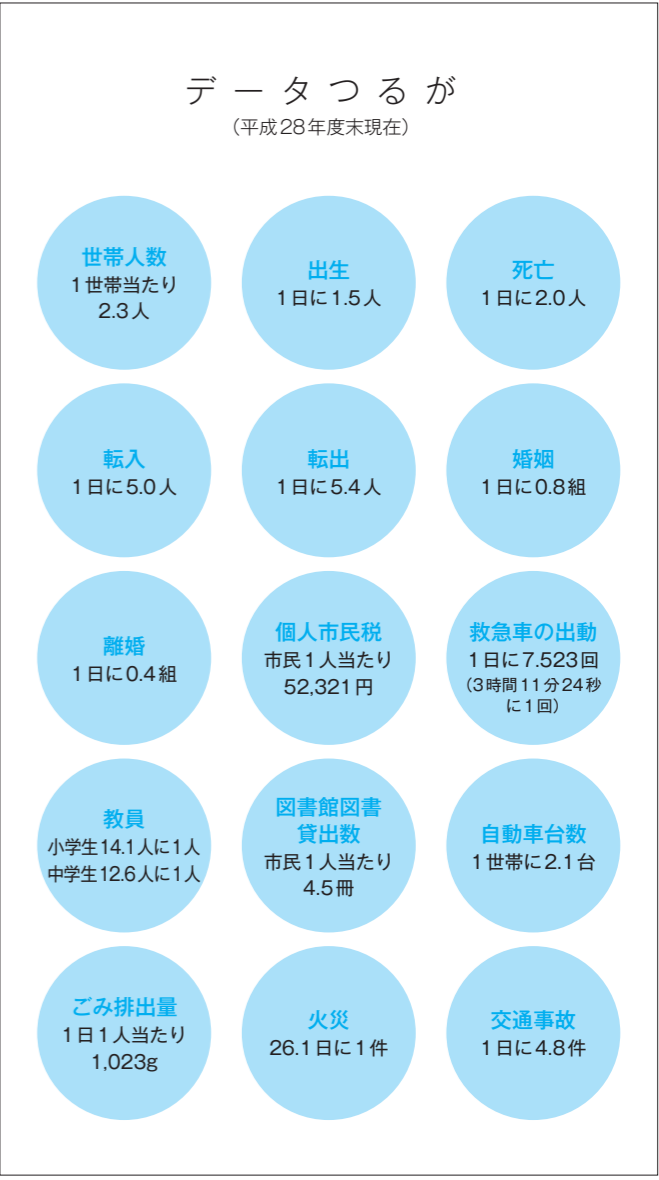 データつるが
（平成28年度末現在）
世帯人数
1世帯当たり
2.3人
出生
1日に1.5人
死亡
1日に2.0人
転入
1日に5.0人
転出
1日に5.4人
婚姻
1日に0.8組
離婚
1日に0.4組
個人市民税
市民1人当たり
52,321円
救急車の出動
1日に7.523回
（3時間11分24秒
に1回）
教員
小学生14.1人に1人
中学生12.6人に1人
図書館図書
貸出数
市民1人当たり
4.5冊
自動車台数
1世帯に2.1台
ごみ排出量
1日1人当たり
1,023g
火災
26.1日に1件
交通事故
1日に4.8件